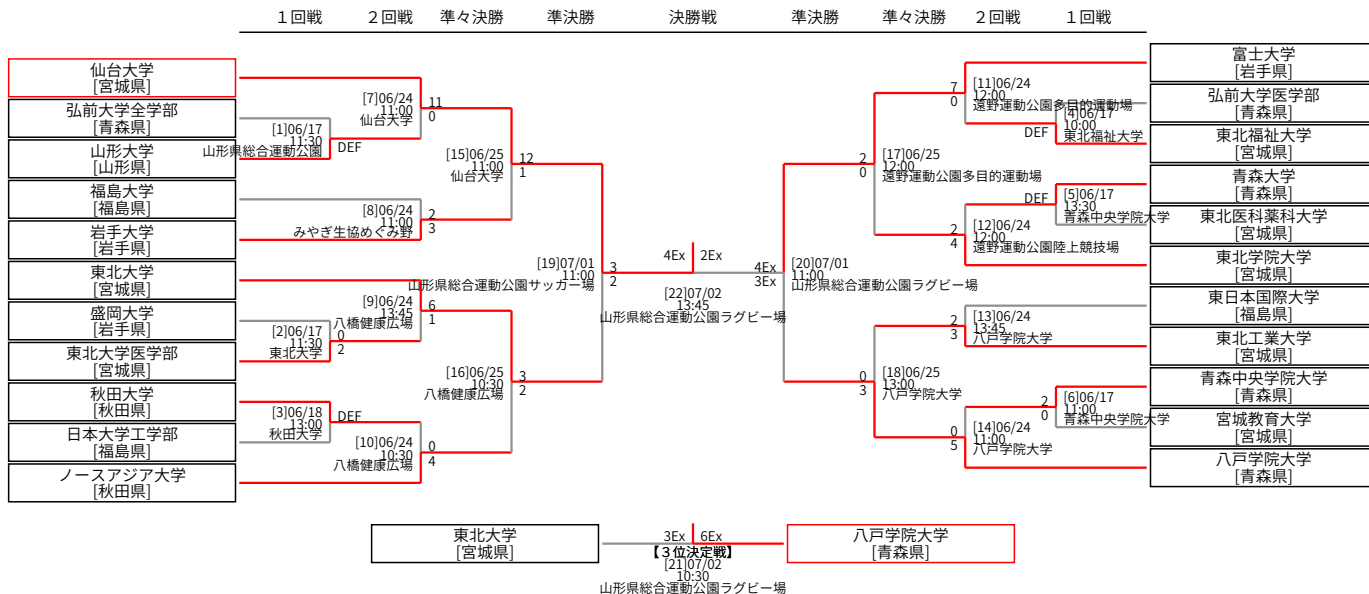 １回戦 ２回戦 準々決勝 準決勝 決勝戦 準決勝 準々決勝 ２回戦 １回戦
仙台大学
[宮城県]
弘前大学全学部
[青森県]
山形大学
[山形県]
福島大学
[福島県]
岩手大学
[岩手県]
東北大学
[宮城県]
盛岡大学
[岩手県]
東北大学医学部
[宮城県]
秋田大学
[秋田県]
日本大学工学部
[福島県]
ノースアジア大学
[秋田県]
[1]06/17
11:30
山形県総合運動公園
DEF
[2]06/17
11:30
東北大学
0
2
[3]06/18
13:00
秋田大学
DEF
[7]06/24
11:00
仙台大学
11
0
[8]06/24
11:00
みやぎ生協めぐみ野
2
3
[9]06/24
13:45
八橋健康広場
6
1
[10]06/24
10:30
八橋健康広場
0
4
[15]06/25
11:00
仙台大学
12
1
[16]06/25
10:30
八橋健康広場
3
2
[19]07/01
11:00
山形県総合運動公園サッカー場
3
2
4Ex 2Ex
[22]07/02
13:45
山形県総合運動公園ラグビー場
4Ex
3Ex
[20]07/01
11:00
山形県総合運動公園ラグビー場
2
0
[17]06/25
12:00
遠野運動公園多目的運動場
0
3
[18]06/25
13:00
八戸学院大学
7
0
[11]06/24
12:00
遠野運動公園多目的運動場
2
4
[12]06/24
12:00
遠野運動公園陸上競技場
2
3
[13]06/24
13:45
八戸学院大学
0
5
[14]06/24
11:00
八戸学院大学
DEF
[4]06/17
10:00
東北福祉大学
DEF
[5]06/17
13:30
青森中央学院大学
2
0
[6]06/17
11:00
青森中央学院大学
富士大学
[岩手県]
弘前大学医学部
[青森県]
東北福祉大学
[宮城県]
青森大学
[青森県]
東北医科薬科大学
[宮城県]
東北学院大学
[宮城県]
東日本国際大学
[福島県]
東北工業大学
[宮城県]
青森中央学院大学
[青森県]
宮城教育大学
[宮城県]
八戸学院大学
[青森県]
東北大学
[宮城県]
3Ex 6Ex
【３位決定戦】
[21]07/02
10:30
山形県総合運動公園ラグビー場
八戸学院大学
[青森県]